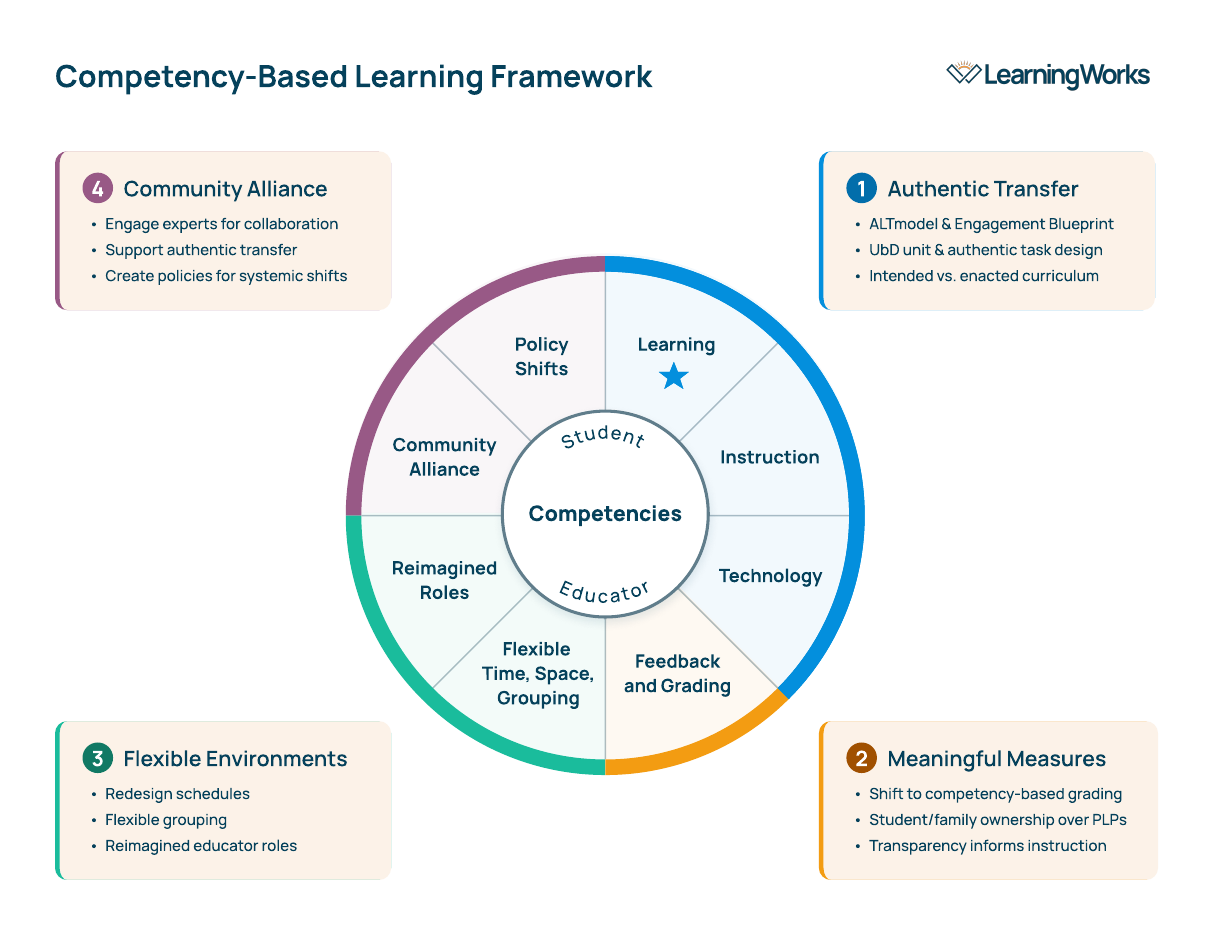 Competency-Based Learning Framework
LearningWorks
4 Community Alliance
• Engage experts for collaboration
• Support authentic transfer
• Create policies for systemic shifts
1 Authentic Transfer
• ALTmodel & Engagement Blueprint
• UbD unit & authentic task design
• Intended vs. enacted curriculum
Policy
Shifts
Learning
Community
Alliance
Student
Instruction
Competencies
Reimagined
Roles
Educator
Technology
Flexible
Time, Space,
Grouping
Feedback
and Grading
3 Flexible Environments
• Redesign schedules
• Flexible grouping
• Reimagined educator roles
2 Meaningful Measures
• Shift to competency-based grading
• Student/family ownership over PLPs
• Transparency informs instruction